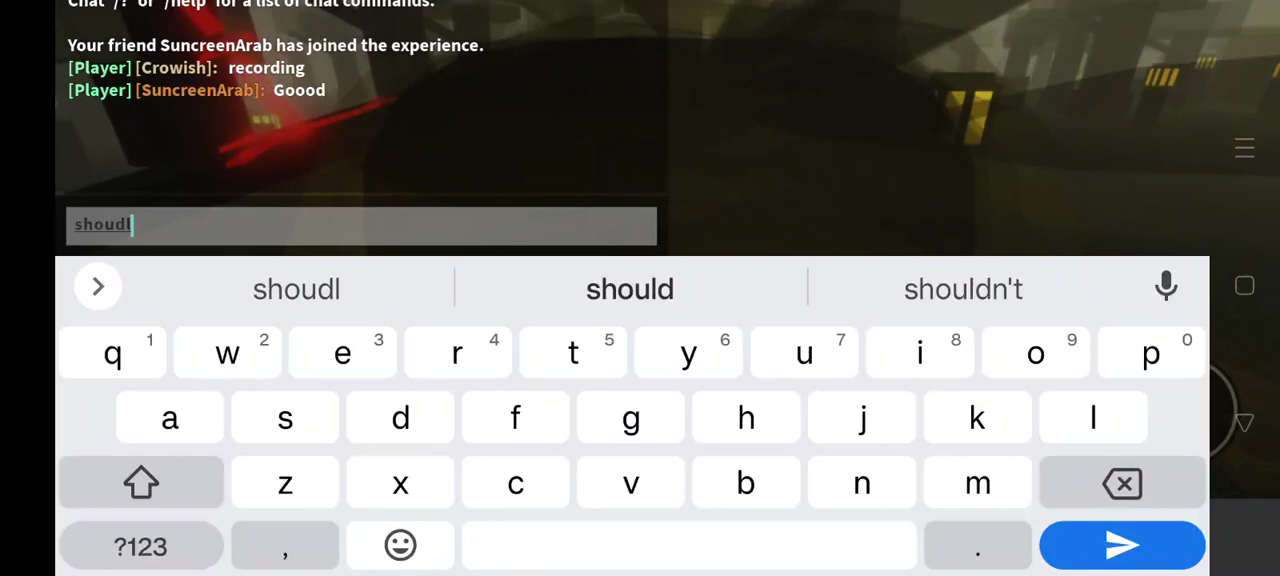 Chat '/?' or '/help' for a list of chat commands.
Your friend SuncreenArab has joined the experience.
[Player] [Crowish]: recording
[Player] [SuncreenArab]: Goood
shoudl
shoudl should shouldn't
q 1 w 2 e 3 r 4 t 5 y 6 u 7 i 8 o 9 p 0
a s d f g h j k l
z x c v b n m
?123 , .